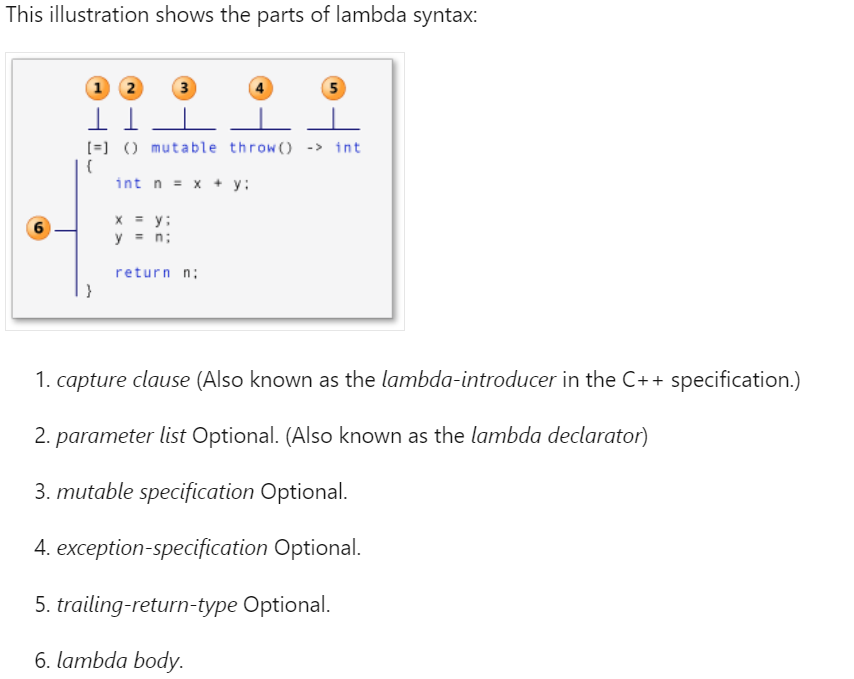 This illustration shows the parts of lambda syntax:
1 2 3 4 5
[=] () mutable throw() -> int
{
int n = x + y;
x = y;
6
y = n;
return n;
}
1. capture clause (Also known as the lambda-introducer in the C++ specification.)
2. parameter list Optional. (Also known as the lambda declarator)
3. mutable specification Optional.
4. exception-specification Optional.
5. trailing-return-type Optional.
6. lambda body.